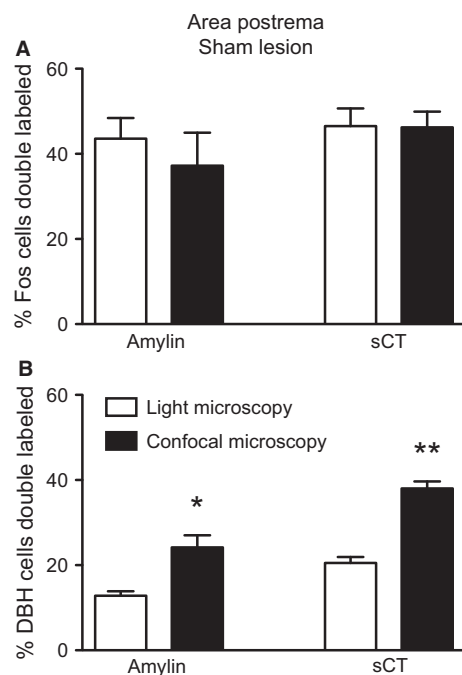 Area postrema
Sham lesion
A
% Fos cells double labeled
60
40
20
0
Amylin
sCT
B
% DBH cells double labeled
60
40
20
0
Light microscopy
Confocal microscopy
*
**
Amylin
sCT